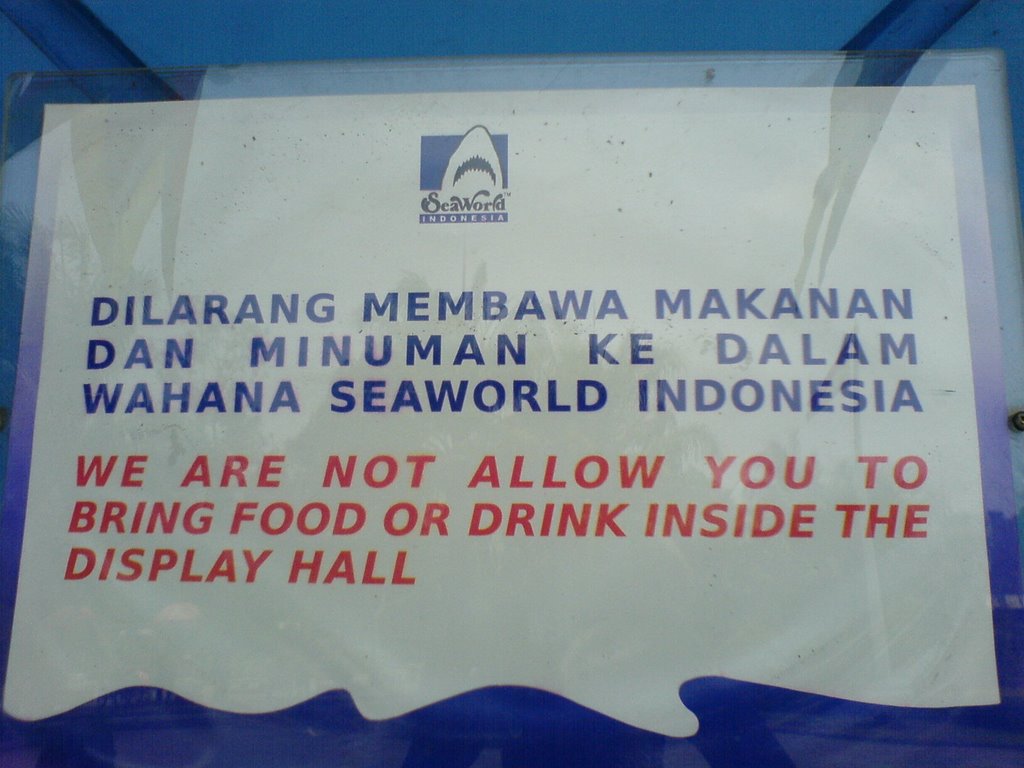 SeaWorld™
INDONESIA
DILARANG MEMBAWA MAKANAN
DAN MINUMAN KE DALAM
WAHANA SEAWORLD INDONESIA
WE ARE NOT ALLOW YOU TO
BRING FOOD OR DRINK INSIDE THE
DISPLAY HALL